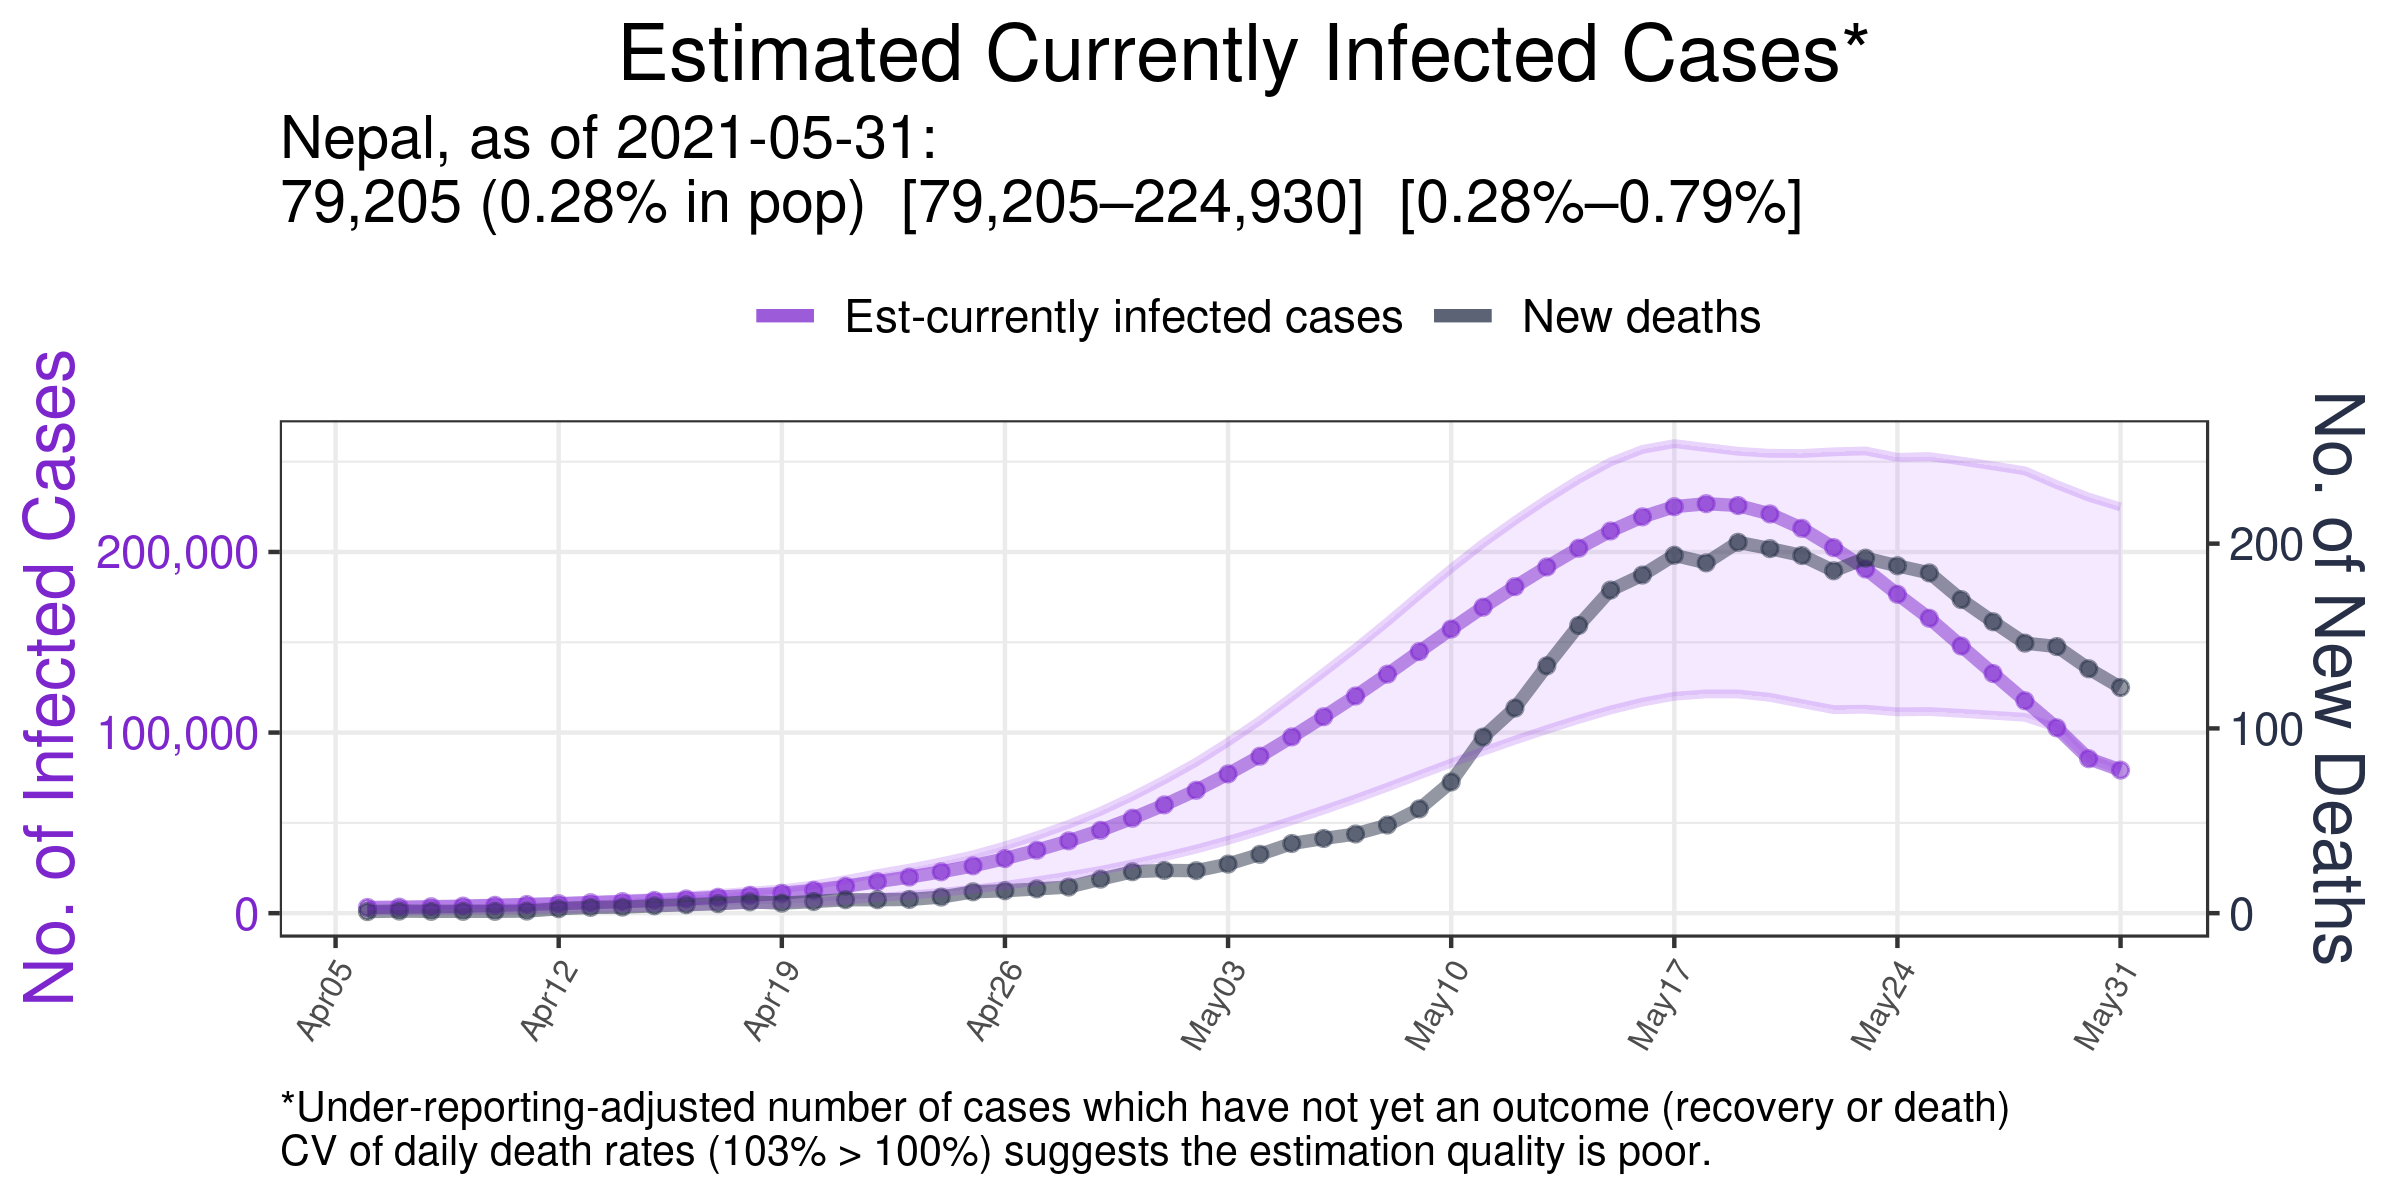 Estimated Currently Infected Cases*
Nepal, as of 2021-05-31:
79,205 (0.28% in pop)  [79,205–224,930]  [0.28%–0.79%]
Est-currently infected cases
New deaths
No. of Infected Cases
200,000
100,000
0
No. of New Deaths
200
100
0
Apr05
Apr12
Apr19
Apr26
May03
May10
May17
May24
May31
*Under-reporting-adjusted number of cases which have not yet an outcome (recovery or death)
CV of daily death rates (103% > 100%) suggests the estimation quality is poor.